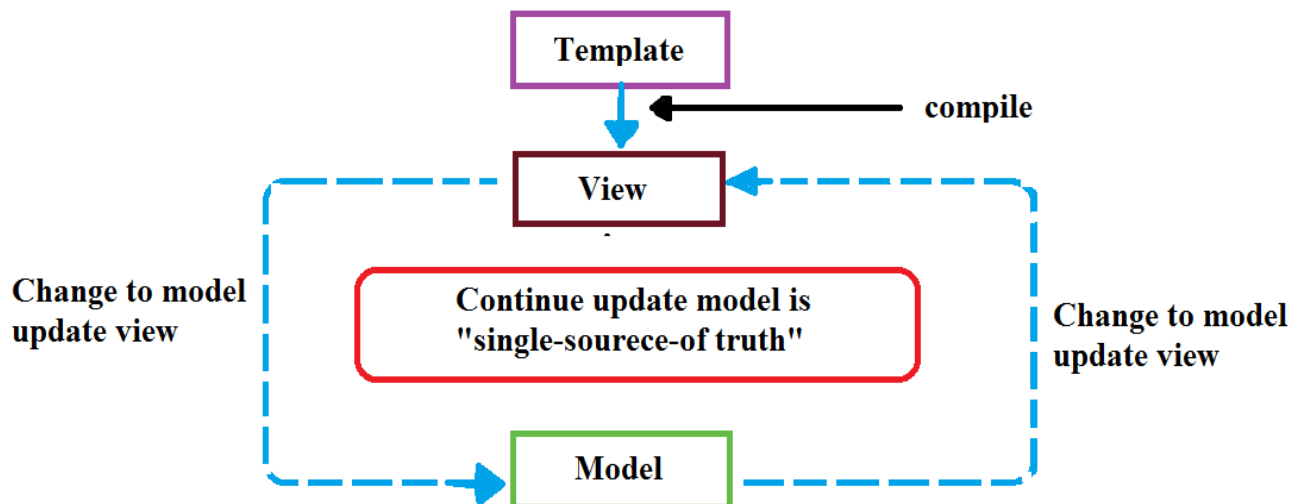 Template
compile
View
Change to model
update view
Continue update model is
"single-sourece-of truth"
Change to model
update view
Model